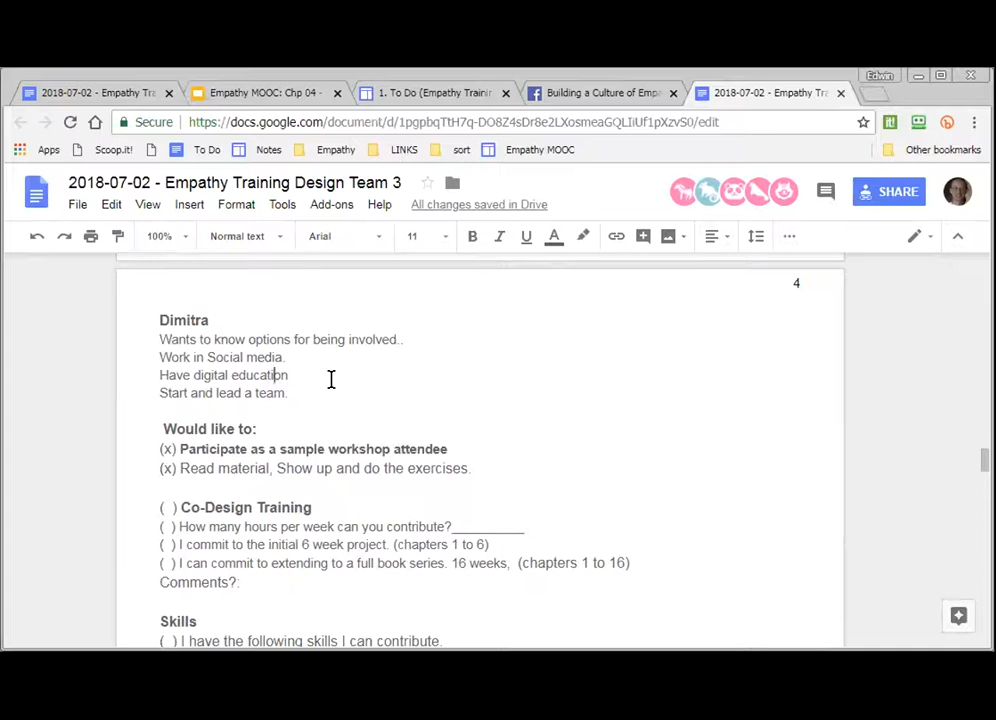 Edwin
2018-07-02 - Empathy Tra
Empathy MOOC: Chp 04 -
1. To Do (Empathy Trainin
Building a Culture of Empe
2018-07-02 - Empathy Tra
Secure
https://docs.google.com/document/d/1pgpbqTtH7q-DO8Z4sDr8e2LXosmeaGQLIiUf1pXzvS0/edit
Apps
Scoop.it!
To Do
Notes
Empathy
LINKS
sort
Empathy MOOC
Other bookmarks
2018-07-02 - Empathy Training Design Team 3
SHARE
File Edit View Insert Format Tools Add-ons Help All changes saved in Drive
100% Normal text Arial 11 B I U A
4
Dimitra
Wants to know options for being involved..
Work in Social media.
Have digital education
Start and lead a team.
Would like to:
(x) Participate as a sample workshop attendee
(x) Read material, Show up and do the exercises.
( ) Co-Design Training
( ) How many hours per week can you contribute?__________
( ) I commit to the initial 6 week project. (chapters 1 to 6)
( ) I can commit to extending to a full book series. 16 weeks, (chapters 1 to 16)
Comments?:
Skills
( ) I have the following skills I can contribute.